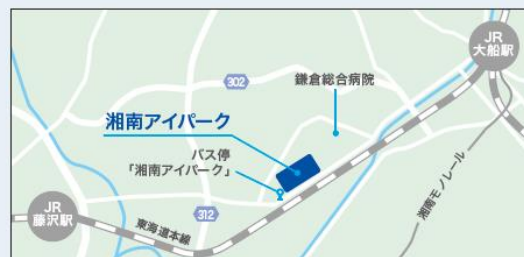 JR
大船駅
302
鎌倉総合病院
湘南アイパーク
バス停
「湘南アイパーク」
312
JR
藤沢駅
東海道本線
湘南モノレール